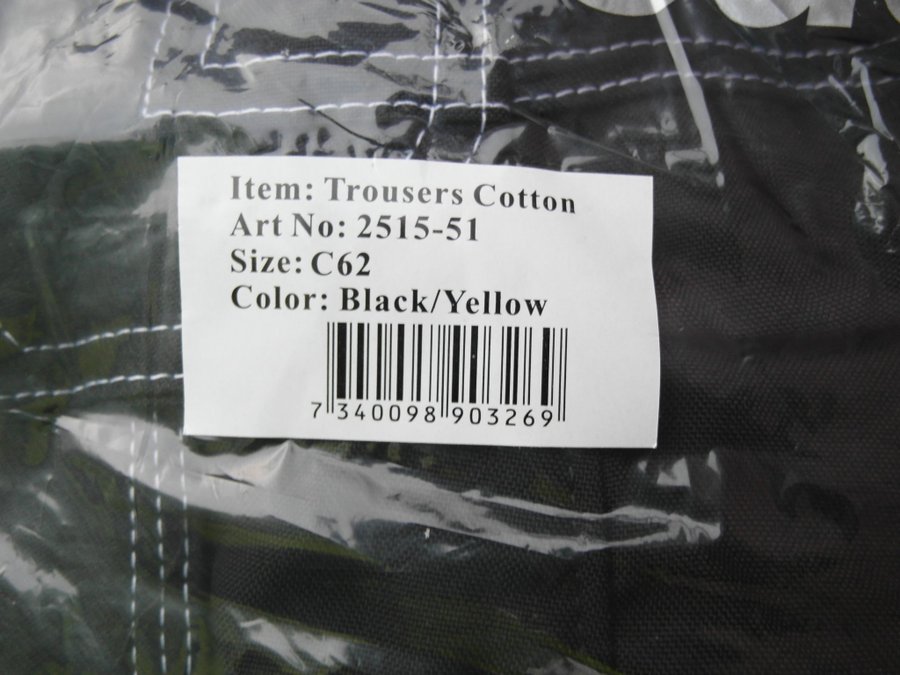 Item: Trousers Cotton
Art No: 2515-51
Size: C62
Color: Black/Yellow
7 340098 903269